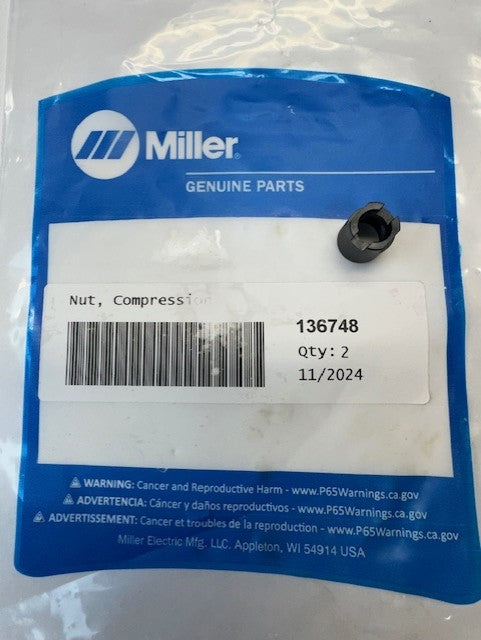 Miller®
GENUINE PARTS
Nut, Compression
136748
Qty: 2
11/2024
WARNING: Cancer and Reproductive Harm - www.P65Warnings.ca.gov
ADVERTENCIA: Cáncer y daños reproductivos - www.P65Warnings.ca.gov
ADVERTISSEMENT: Cancer et troubles de la reproduction - www.P65Warnings.ca.gov
Miller Electric Mfg. LLC. Appleton, WI 54914 USA